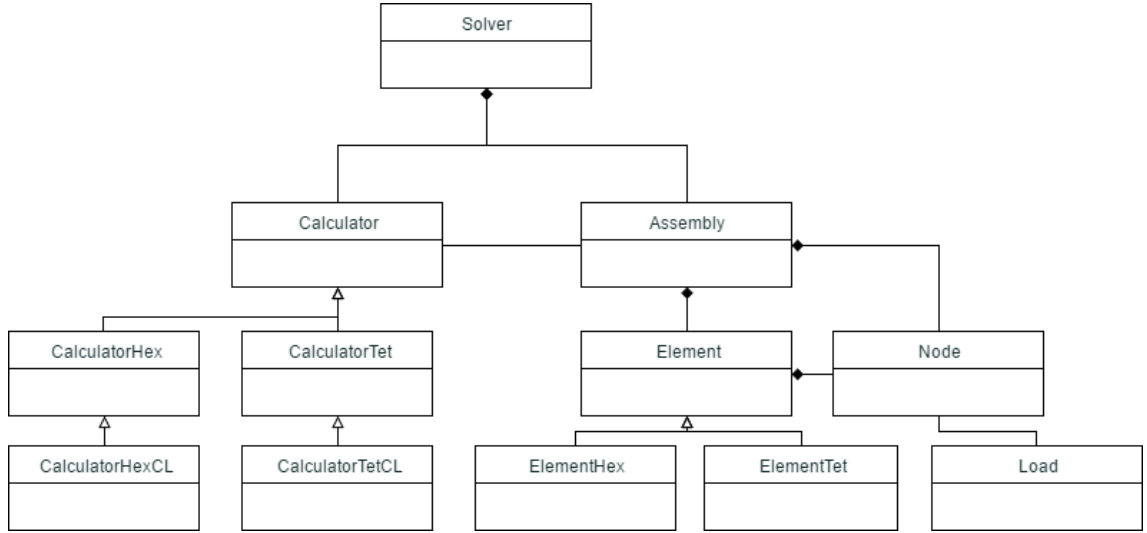 Solver
Calculator
Assembly
CalculatorHex
CalculatorTet
Element
Node
CalculatorHexCL
CalculatorTetCL
ElementHex
ElementTet
Load